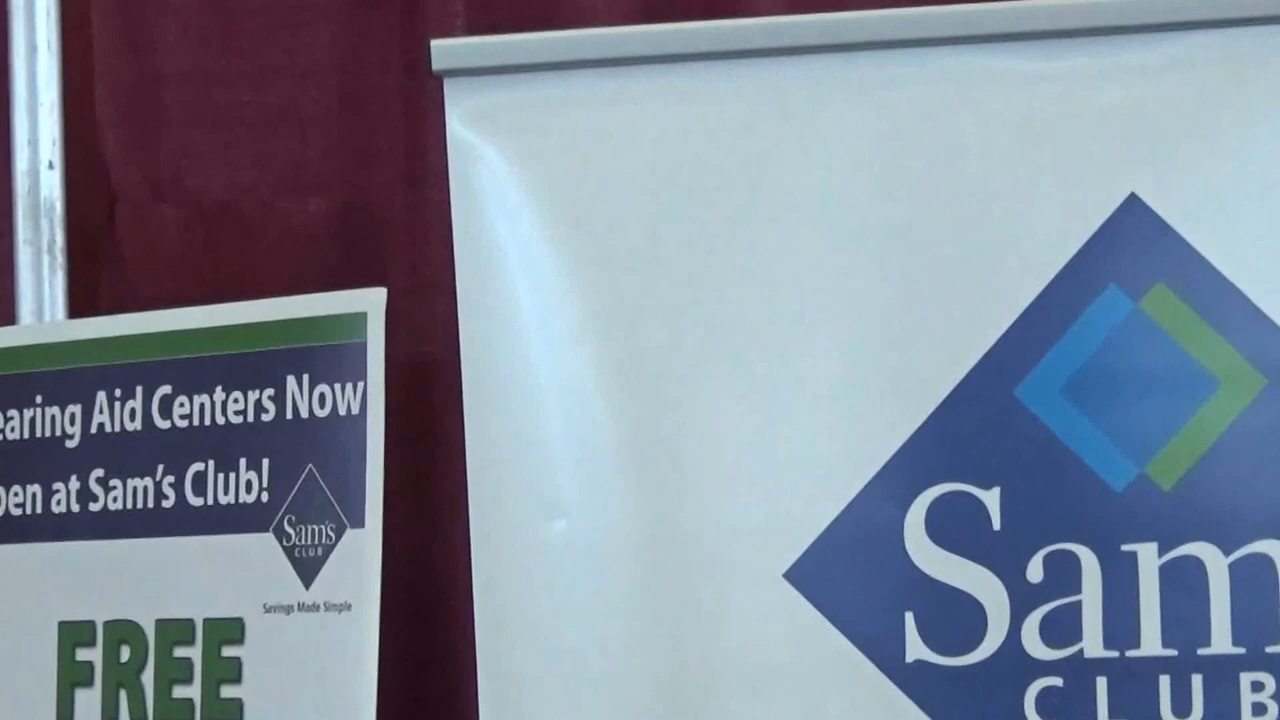 earing Aid Centers Now
pen at Sam's Club!
Sam's
CLUB
Savings Made Simple
FREE
Sam
CLUB